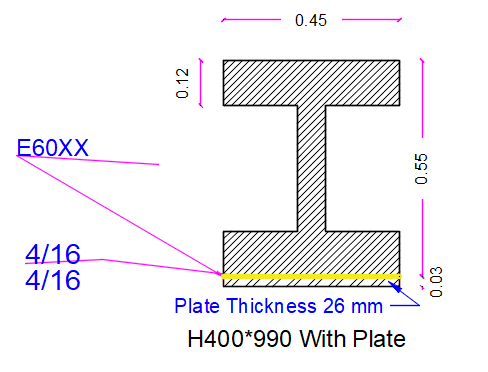 0.45
0.12
E60XX
0.55
4/16
4/16
0.03
Plate Thickness 26 mm
H400*990 With Plate